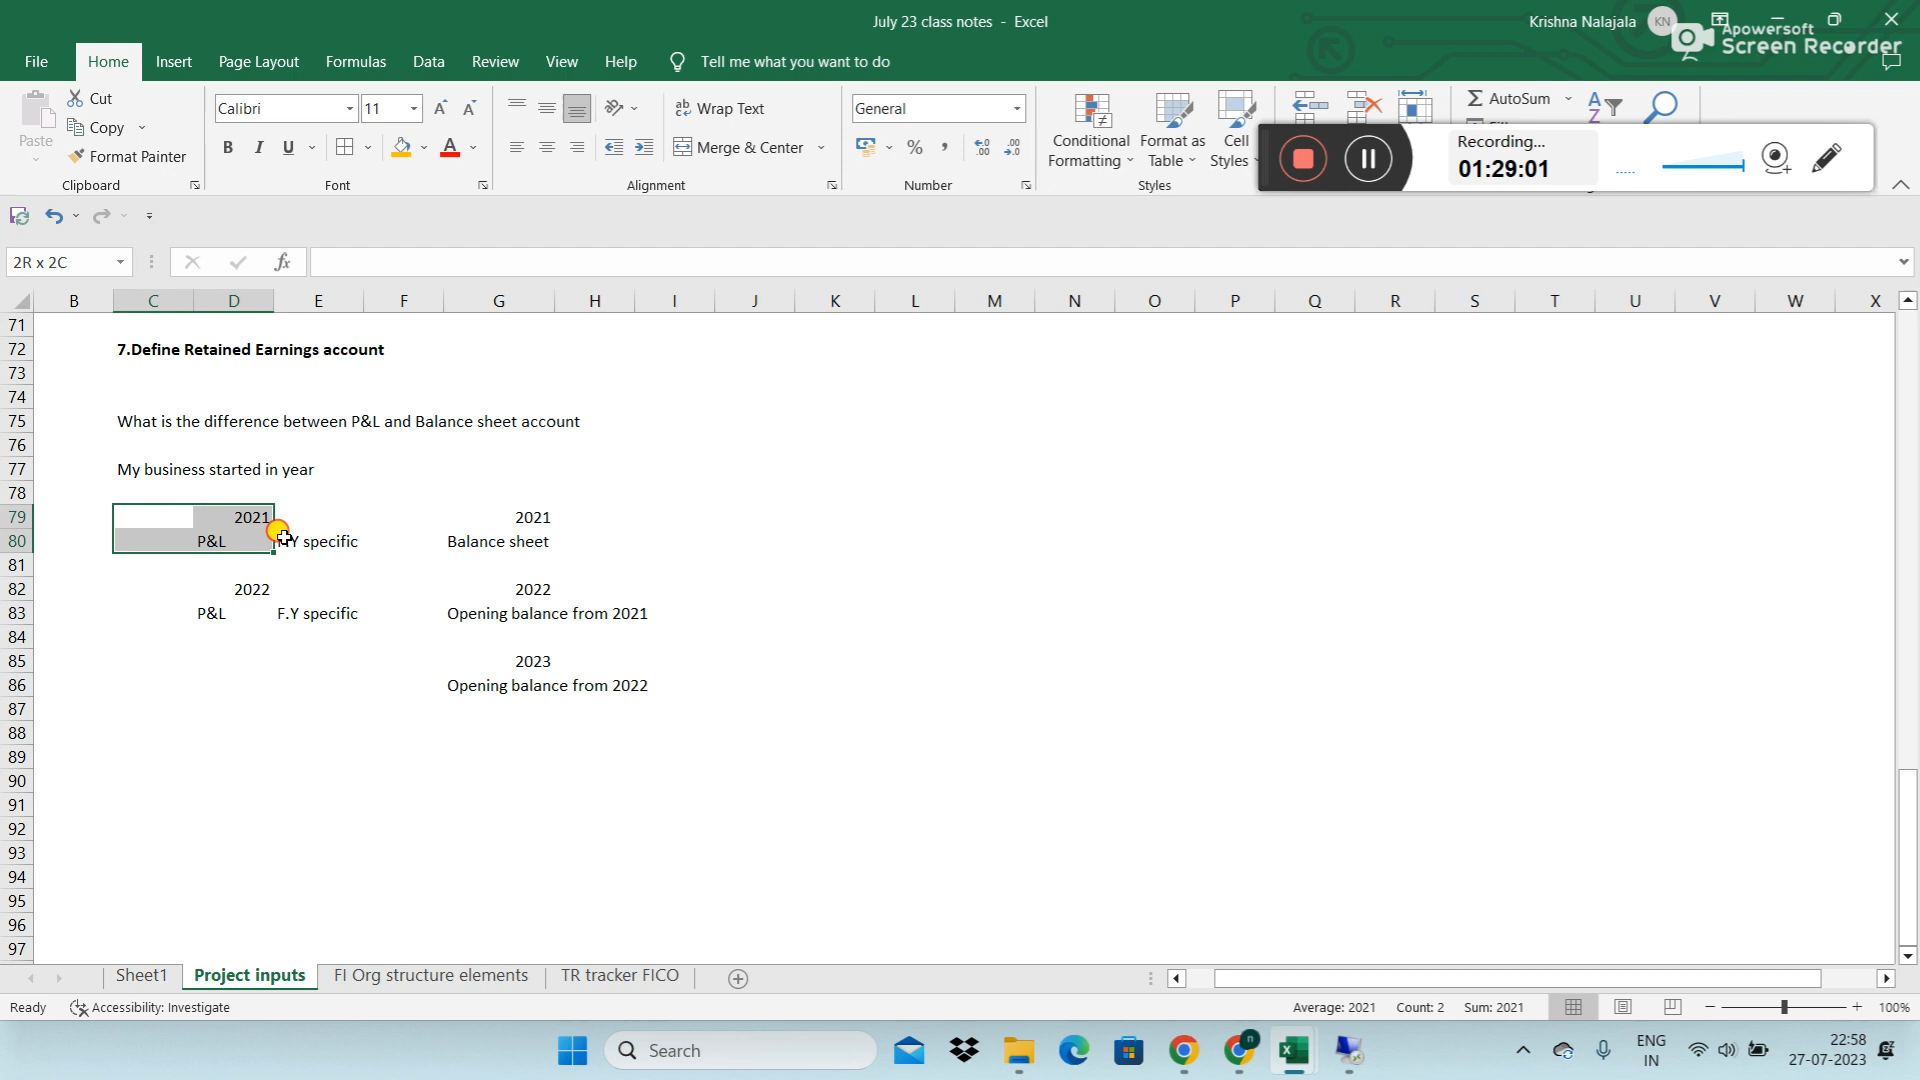 July 23 class notes - Excel
Krishna Nalajala
KN
Apowersoft
Screen Recorder
File Home Insert Page Layout Formulas Data Review View Help Tell me what you want to do
Paste
Cut
Copy
Format Painter
Clipboard
Calibri 11
B I U
Font
Wrap Text
Merge & Center
Alignment
General
Number
Conditional Formatting
Format as Table
Cell Styles
Styles
AutoSum
Recording...
01:29:01
2R x 2C
fx
B C D E F G H I J K L M N O P Q R S T U V W X
71
72 7.Define Retained Earnings account
73
74
75 What is the difference between P&L and Balance sheet account
76
77 My business started in year
78
79 2021 2021
80 P&L specific Balance sheet
81
82 2022 2022
83 P&L F.Y specific Opening balance from 2021
84
85 2023
86 Opening balance from 2022
87
88
89
90
91
92
93
94
95
96
97
Sheet1 Project inputs FI Org structure elements TR tracker FICO
Ready Accessibility: Investigate Average: 2021 Count: 2 Sum: 2021 100%
Search
ENG
IN
22:58
27-07-2023